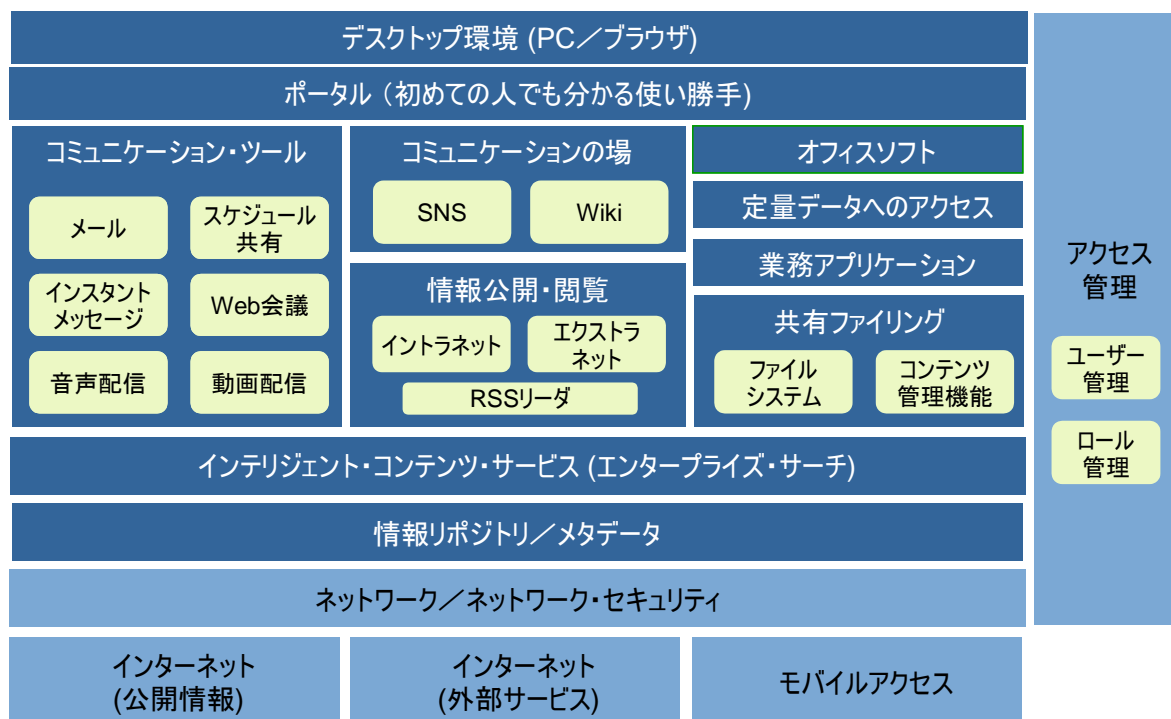 デスクトップ環境 (PC／ブラウザ)
ポータル（初めての人でも分かる使い勝手)
コミュニケーション・ツール
メール
スケジュール
共有
インスタント
メッセージ
Web会議
音声配信
動画配信
コミュニケーションの場
SNS
Wiki
情報公開・閲覧
イントラネット
エクストラ
ネット
RSSリーダ
オフィスソフト
定量データへのアクセス
業務アプリケーション
共有ファイリング
ファイル
システム
コンテンツ
管理機能
インテリジェント・コンテンツ・サービス (エンタープライズ・サーチ)
情報リポジトリ／メタデータ
ネットワーク／ネットワーク・セキュリティ
インターネット
(公開情報)
インターネット
(外部サービス)
モバイルアクセス
アクセス
管理
ユーザー
管理
ロール
管理